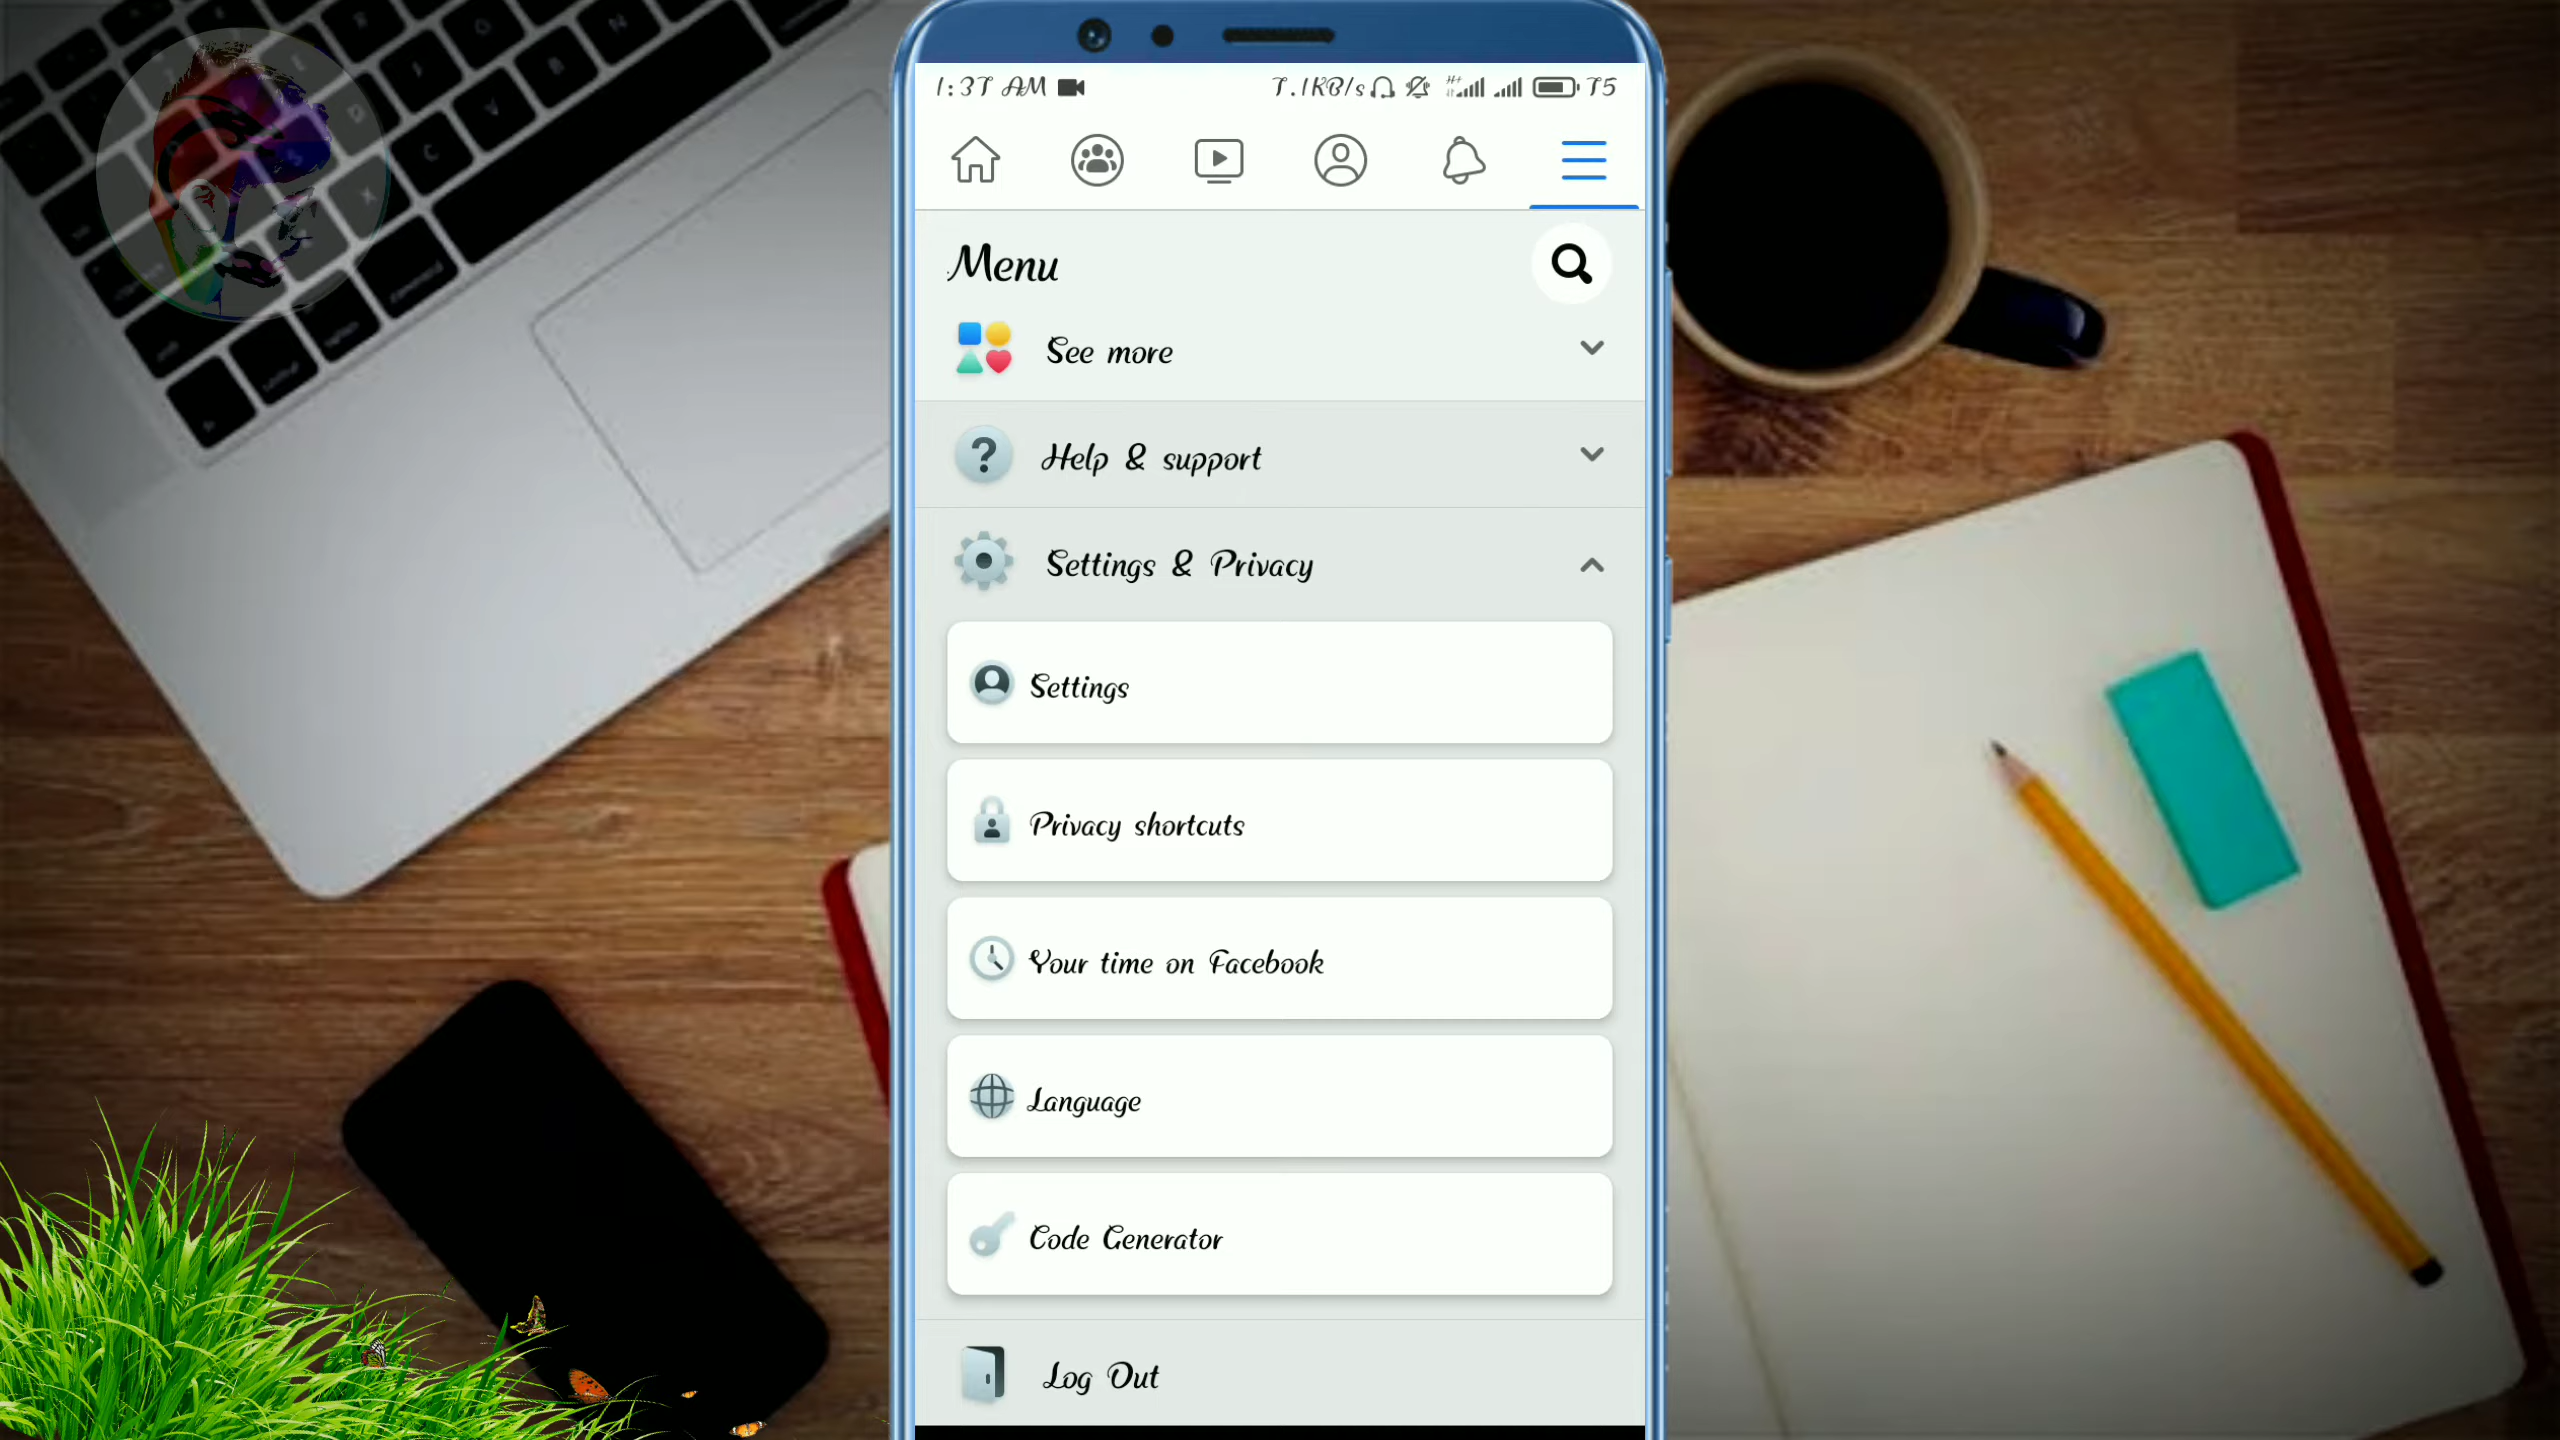 1:37 AM
7.1KB/s
75
Menu
See more
Help & support
Settings & Privacy
Settings
Privacy shortcuts
Your time on Facebook
Language
Code Generator
Log Out